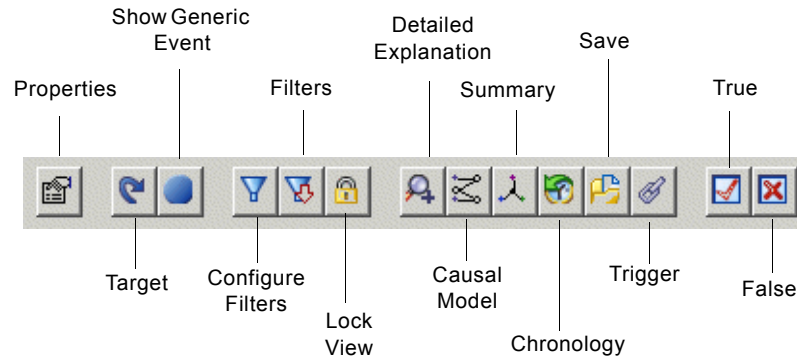 Show Generic
Event
Detailed
Explanation
Save
Properties
Filters
Summary
True
Target
Configure
Filters
Lock
View
Causal
Model
Chronology
Trigger
False